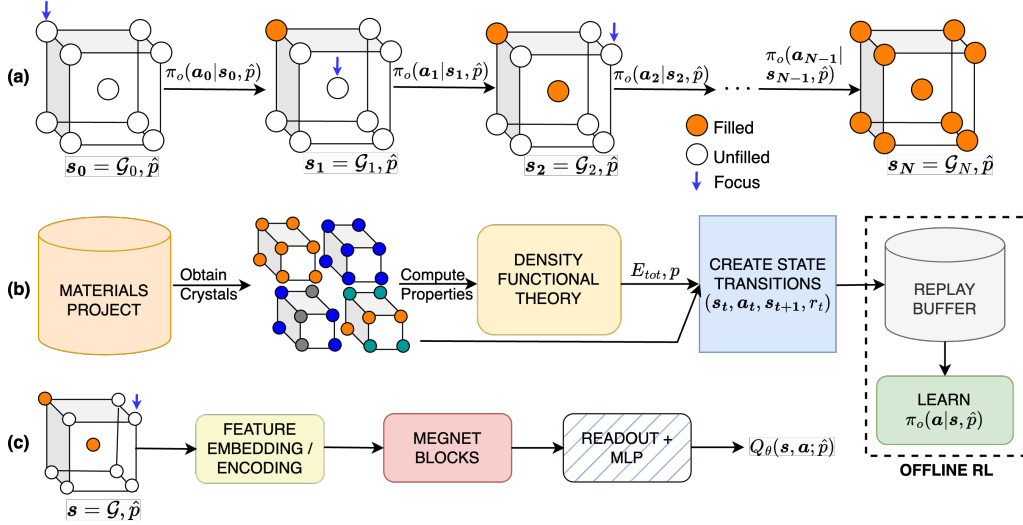 (a)
π_o(a_0|s_0, p̂)
π_o(a_1|s_1, p̂)
π_o(a_2|s_2, p̂)
· · ·
π_o(a_{N−1}|
s_{N−1}, p̂)
s_0 = G_0, p̂
s_1 = G_1, p̂
s_2 = G_2, p̂
s_N = G_N, p̂
Filled
Unfilled
Focus
(b)
MATERIALS
PROJECT
Obtain
Crystals
Compute
Properties
DENSITY
FUNCTIONAL
THEORY
E_{tot}, p
CREATE STATE
TRANSITIONS
(s_t, a_t, s_{t+1}, r_t)
REPLAY
BUFFER
LEARN
π_o(a|s, p̂)
OFFLINE RL
(c)
s = G, p̂
FEATURE
EMBEDDING /
ENCODING
MEGNET
BLOCKS
READOUT +
MLP
Q_θ(s, a; p̂)